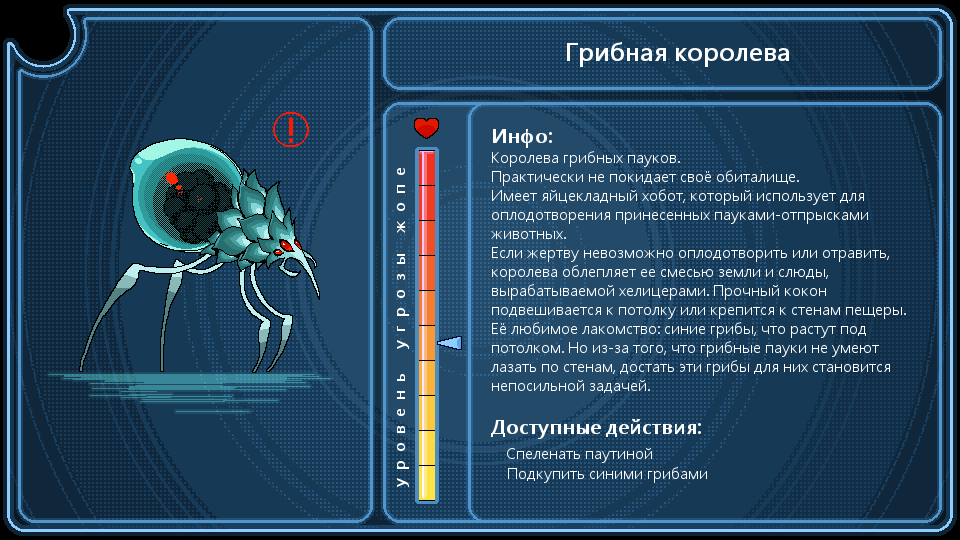 Грибная королева
уровень угрозы жопе
Инфо:
Королева грибных пауков.
Практически не покидает своё обиталище.
Имеет яйцекладный хобот, который использует для
оплодотворения принесенных пауками-отпрысками
животных.
Если жертву невозможно оплодотворить или отравить,
королева облепляет ее смесью земли и слюды,
вырабатываемой хелицерами. Прочный кокон
подвешивается к потолку или крепится к стенам пещеры.
Её любимое лакомство: синие грибы, что растут под
потолком. Но из-за того, что грибные пауки не умеют
лазать по стенам, достать эти грибы для них становится
непосильной задачей.
Доступные действия:
Спеленать паутиной
Подкупить синими грибами